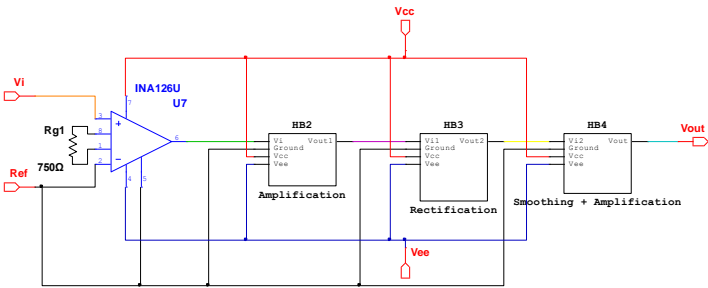 Vcc
Vi
INA126U
U7
Rg1
750Ω
Ref
3
8
1
2
7
6
4
5
+
−
HB2
Vi Vout1
Ground
Vcc
Vee
Amplification
HB3
Vi1 Vout2
Ground
Vcc
Vee
Rectification
HB4
Vi2 Vout
Ground
Vcc
Vee
Smoothing + Amplification
Vout
Vee